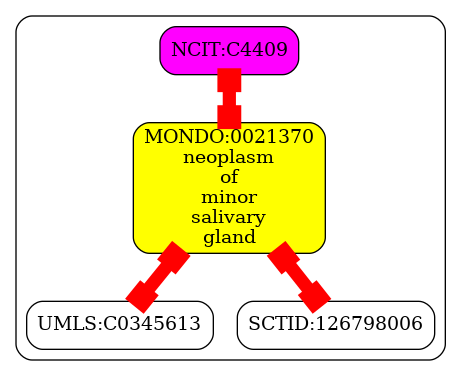 NCIT:C4409
MONDO:0021370
neoplasm
of
minor
salivary
gland
UMLS:C0345613
SCTID:126798006